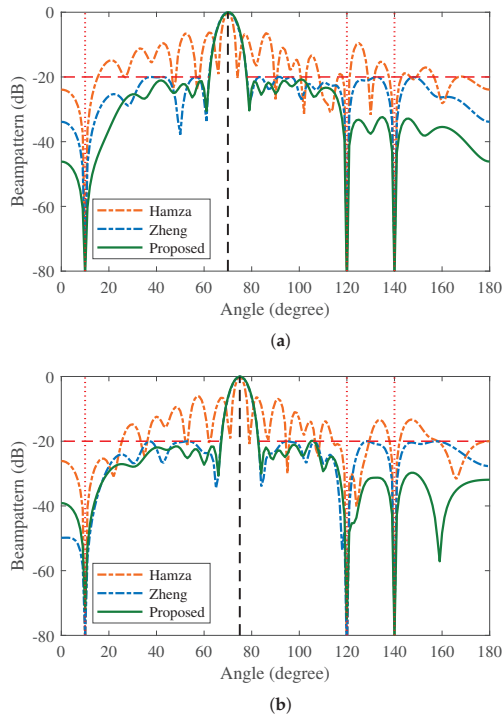 0
-20
-40
-60
-80
Beampattern (dB)
Hamza
Zheng
Proposed
0 20 40 60 80 100 120 140 160 180
Angle (degree)
(a)
0
-20
-40
-60
-80
Beampattern (dB)
Hamza
Zheng
Proposed
0 20 40 60 80 100 120 140 160 180
Angle (degree)
(b)